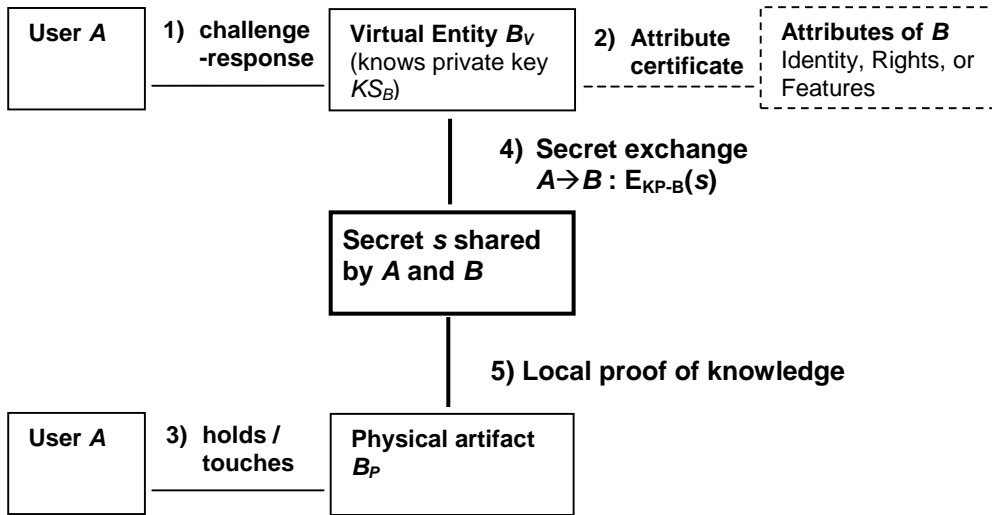 User A
1) challenge
-response
Virtual Entity BV
(knows private key
KSB)
2) Attribute
certificate
Attributes of B
Identity, Rights, or
Features
4) Secret exchange
A→B : EKP-B(s)
Secret s shared
by A and B
5) Local proof of knowledge
User A
3) holds /
touches
Physical artifact
BP